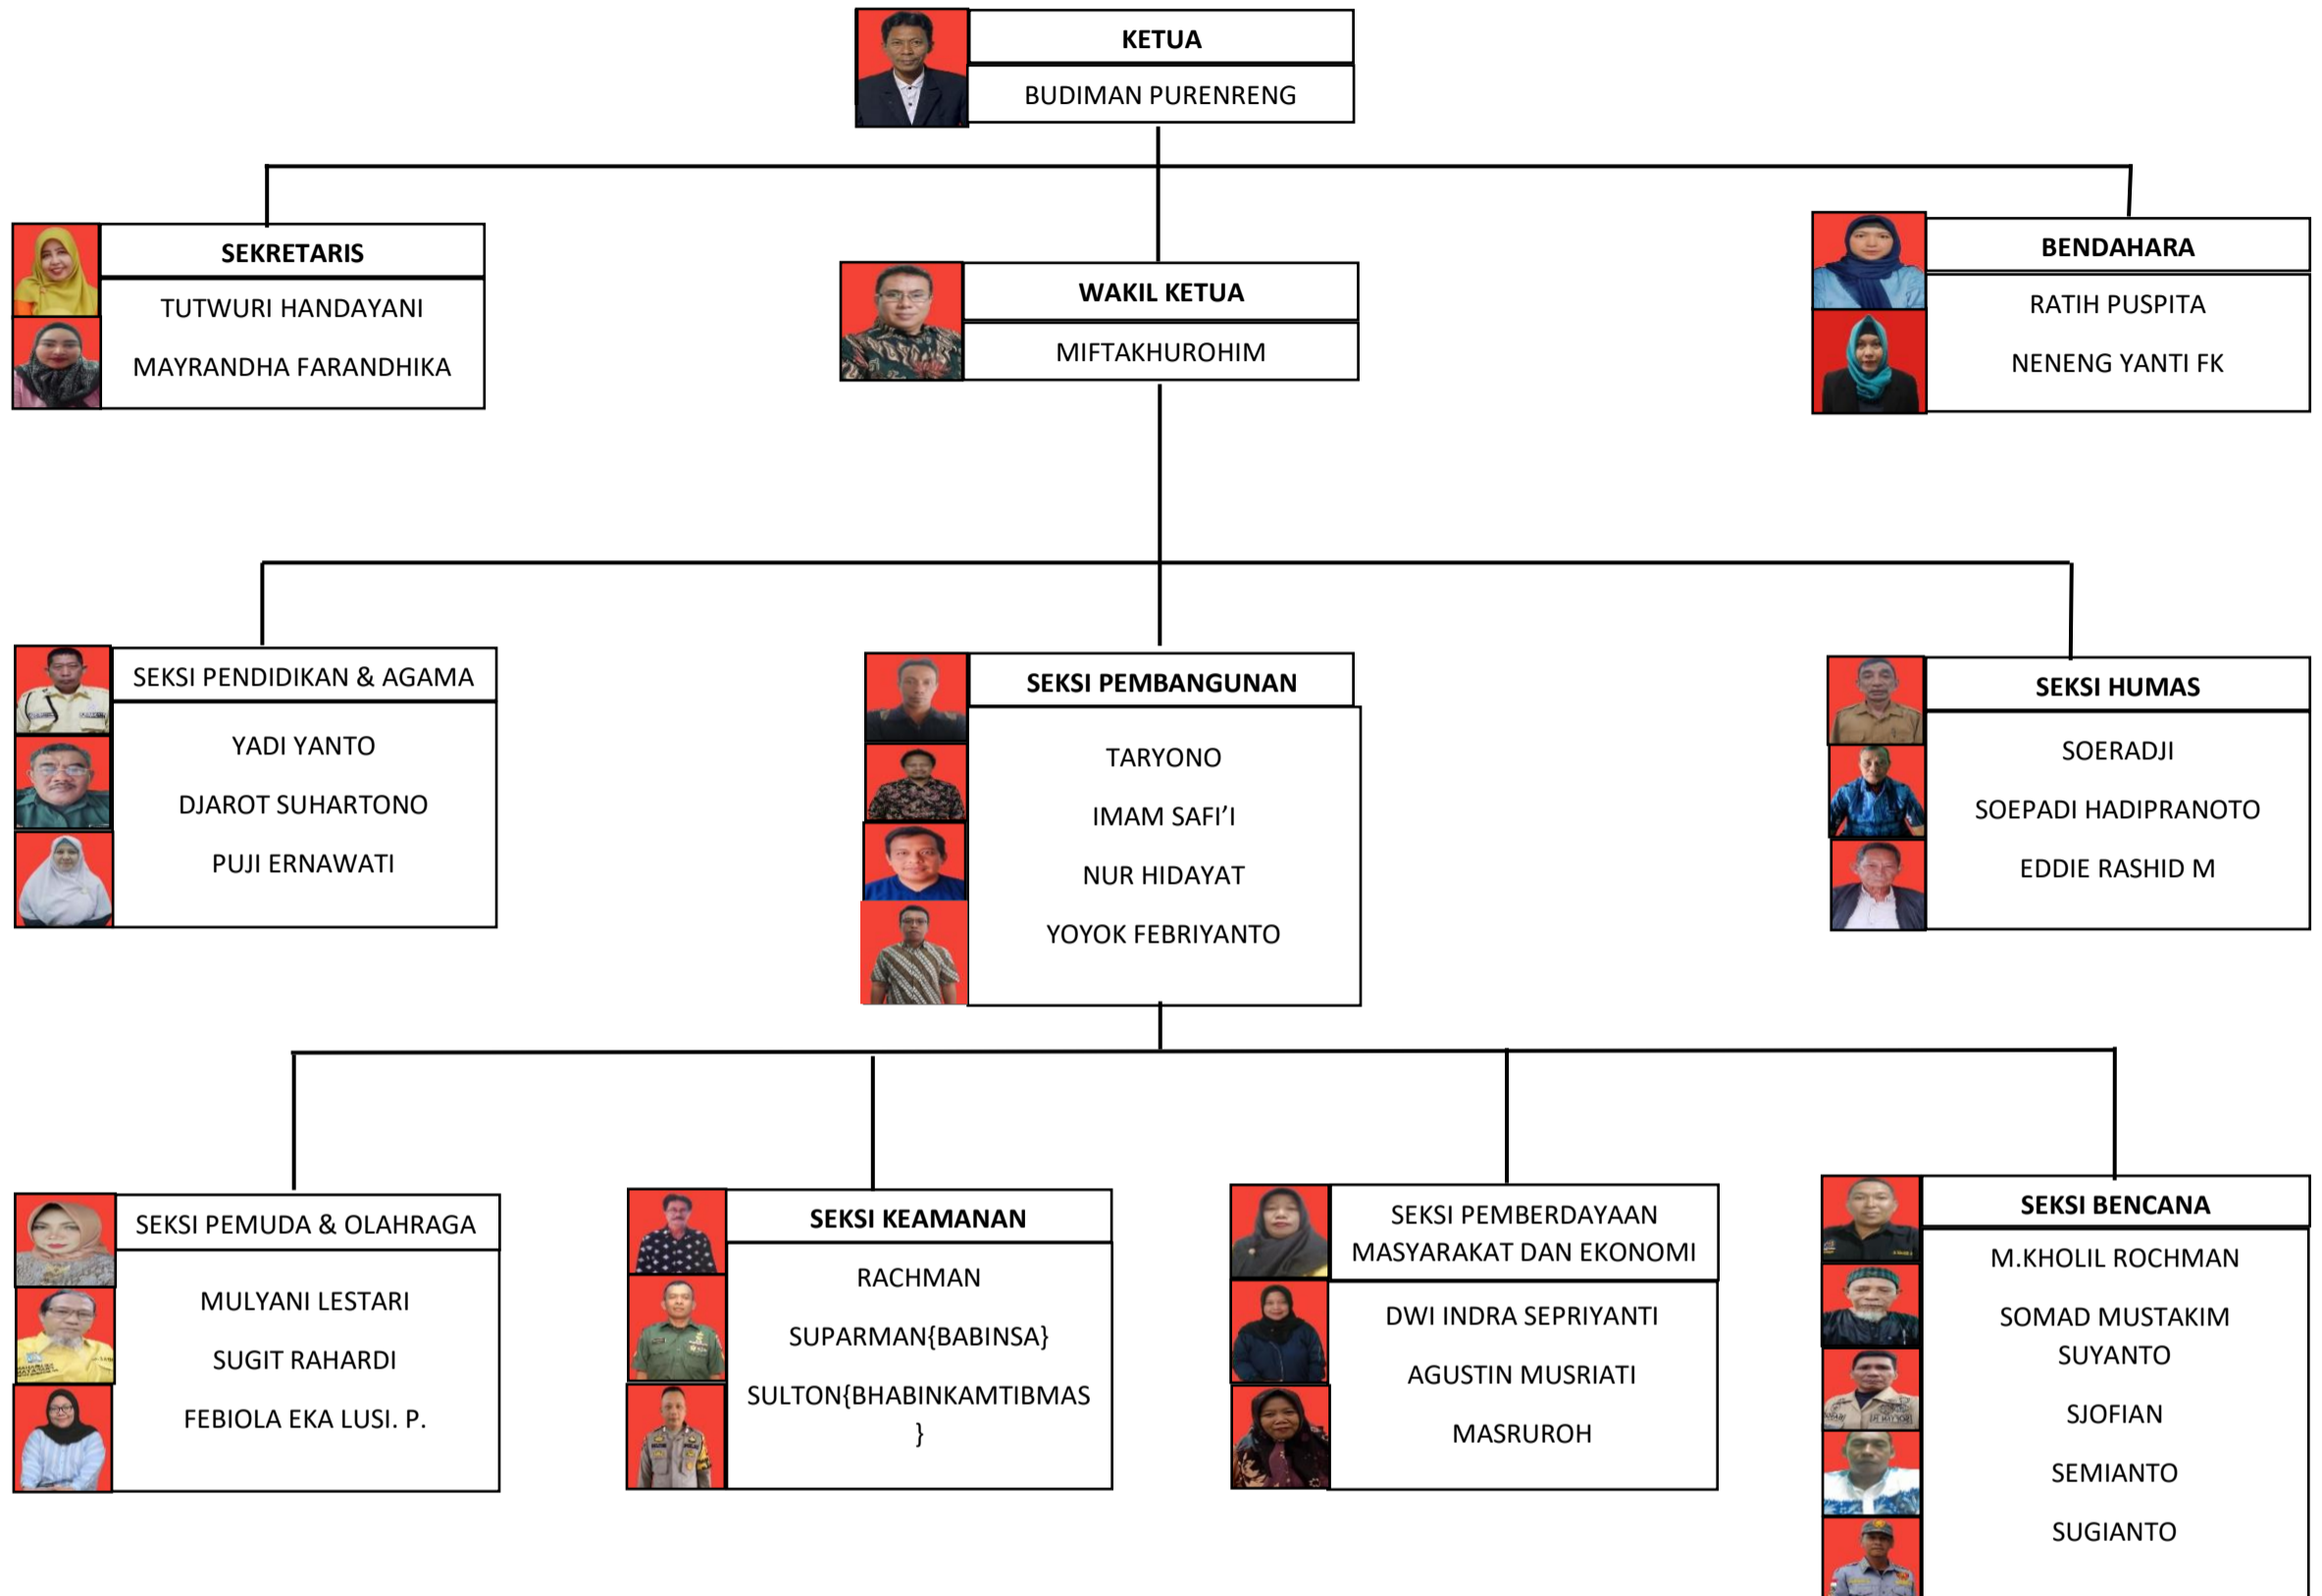 KETUA
BUDIMAN PURENRENG
SEKRETARIS
TUTWURI HANDAYANI
MAYRANDHA FARANDHIKA
WAKIL KETUA
MIFTAKHUROHIM
BENDAHARA
RATIH PUSPITA
NENENG YANTI FK
SEKSI PENDIDIKAN & AGAMA
YADI YANTO
DJAROT SUHARTONO
PUJI ERNAWATI
SEKSI PEMBANGUNAN
TARYONO
IMAM SAFI’I
NUR HIDAYAT
YOYOK FEBRIYANTO
SEKSI HUMAS
SOERADJI
SOEPADI HADIPRANOTO
EDDIE RASHID M
SEKSI PEMUDA & OLAHRAGA
MULYANI LESTARI
SUGIT RAHARDI
FEBIOLA EKA LUSI. P.
SEKSI KEAMANAN
RACHMAN
SUPARMAN{BABINSA}
SULTON{BHABINKAMTIBMAS
}
SEKSI PEMBERDAYAAN
MASYARAKAT DAN EKONOMI
DWI INDRA SEPRIYANTI
AGUSTIN MUSRIATI
MASRUROH
SEKSI BENCANA
M.KHOLIL ROCHMAN
SOMAD MUSTAKIM
SUYANTO
SJOFIAN
SEMIANTO
SUGIANTO